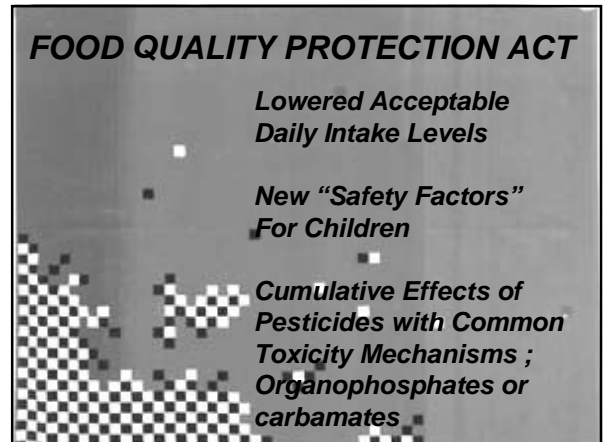 FOOD QUALITY PROTECTION ACT
Lowered Acceptable
Daily Intake Levels
New “Safety Factors”
For Children
Cumulative Effects of
Pesticides with Common
Toxicity Mechanisms ;
Organophosphates or
carbamates